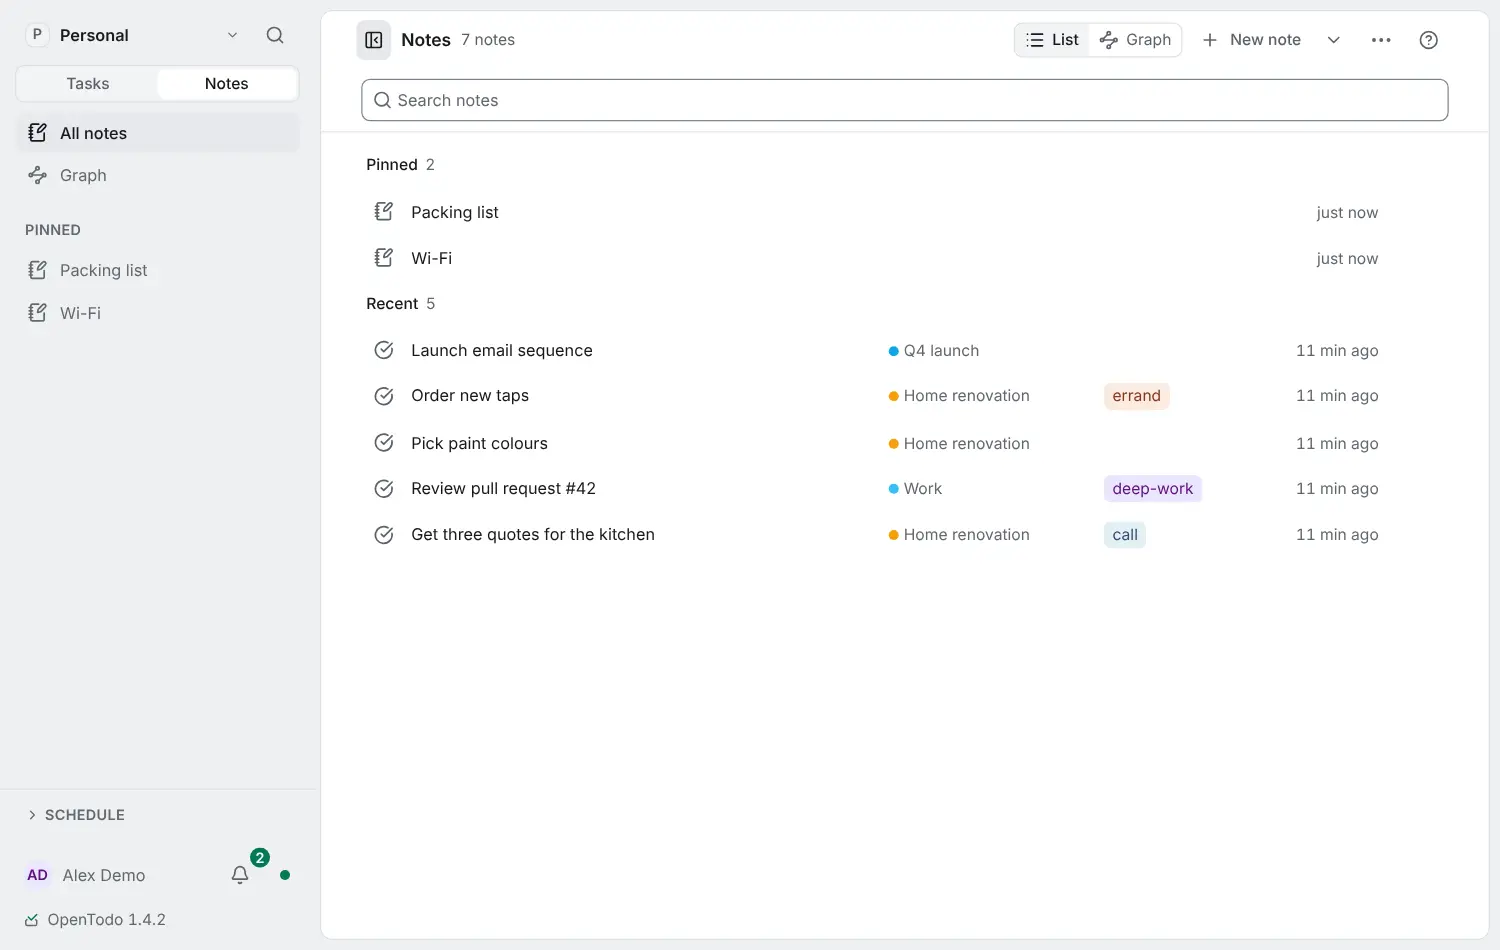 P Personal
Tasks Notes
All notes
Graph
PINNED
Packing list
Wi-Fi
SCHEDULE
AD Alex Demo 2
OpenTodo 1.4.2
Notes 7 notes List Graph New note
Search notes
Pinned 2
Packing list just now
Wi-Fi just now
Recent 5
Launch email sequence Q4 launch 11 min ago
Order new taps Home renovation errand 11 min ago
Pick paint colours Home renovation 11 min ago
Review pull request #42 Work deep-work 11 min ago
Get three quotes for the kitchen Home renovation call 11 min ago